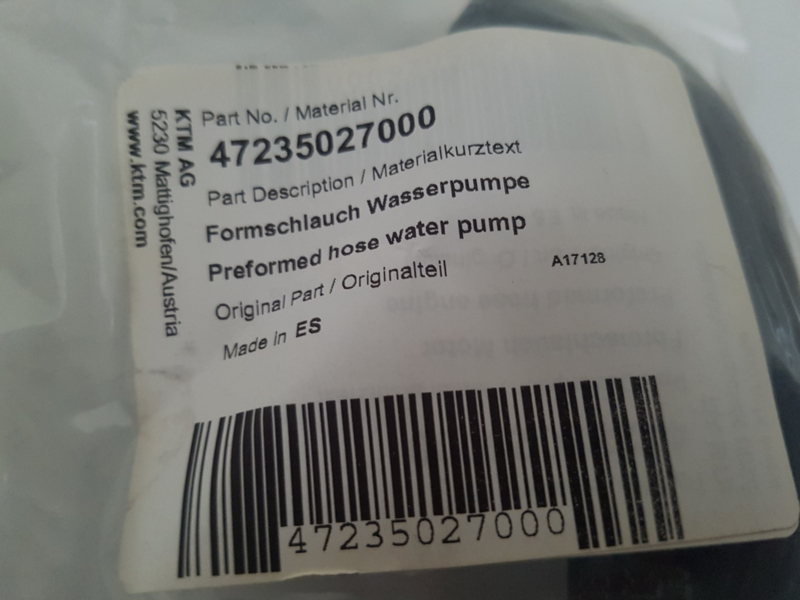 KTM AG
5230 Mattighofen/Austria
www.ktm.com
Part No. / Material Nr.
47235027000
Part Description / Materialkurztext
Formschlauch Wasserpumpe
Preformed hose water pump
Original Part / Originalteil
A17128
Made in ES
47235027000